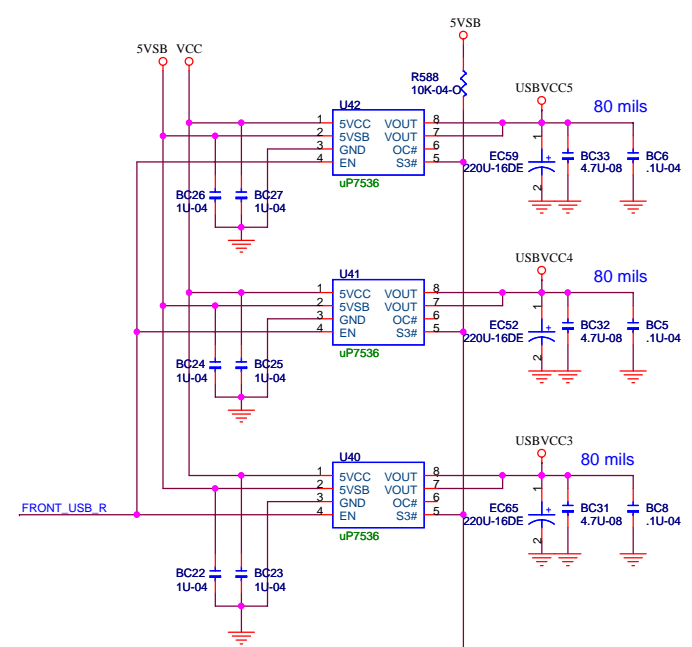 5VSB
5VSB VCC
R588
10K-04-O
USBVCC5
80 mils
U42
1 5VCC VOUT 8
2 5VSB VOUT 7
3 GND OC# 6
4 EN S3# 5
uP7536
1
EC59
220U-16DE
2
BC33
4.7U-08
BC6
.1U-04
BC26
1U-04
BC27
1U-04
USBVCC4
80 mils
U41
1 5VCC VOUT 8
2 5VSB VOUT 7
3 GND OC# 6
4 EN S3# 5
uP7536
1
EC52
220U-16DE
2
BC32
4.7U-08
BC5
.1U-04
BC24
1U-04
BC25
1U-04
USBVCC3
80 mils
U40
1 5VCC VOUT 8
2 5VSB VOUT 7
3 GND OC# 6
4 EN S3# 5
uP7536
FRONT_USB_R
1
EC65
220U-16DE
2
BC31
4.7U-08
BC8
.1U-04
BC22
1U-04
BC23
1U-04